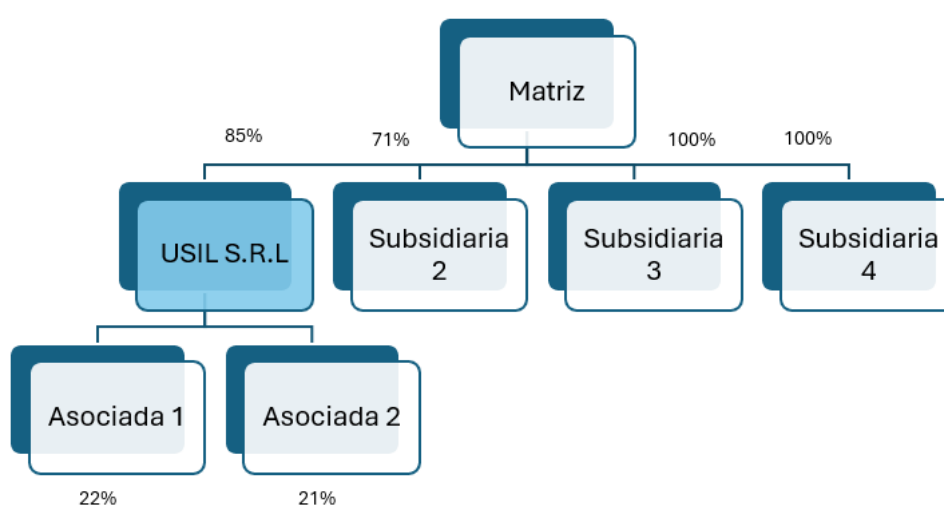 Matriz
85%
71%
100%
100%
USIL S.R.L
Subsidiaria
2
Subsidiaria
3
Subsidiaria
4
Asociada 1
Asociada 2
22%
21%